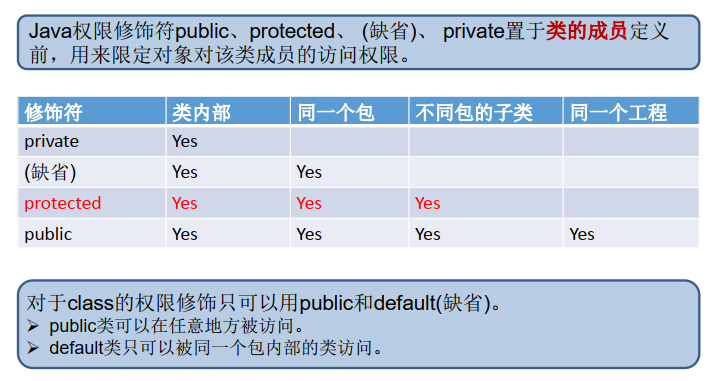 Java权限修饰符public、protected、 (缺省)、 private置于类的成员定义
前，用来限定对象对该类成员的访问权限。
修饰符 类内部 同一个包 不同包的子类 同一个工程
private Yes
(缺省) Yes Yes
protected Yes Yes Yes
public Yes Yes Yes Yes
对于class的权限修饰只可以用public和default(缺省)。
➢ public类可以在任意地方被访问。
➢ default类只可以被同一个包内部的类访问。